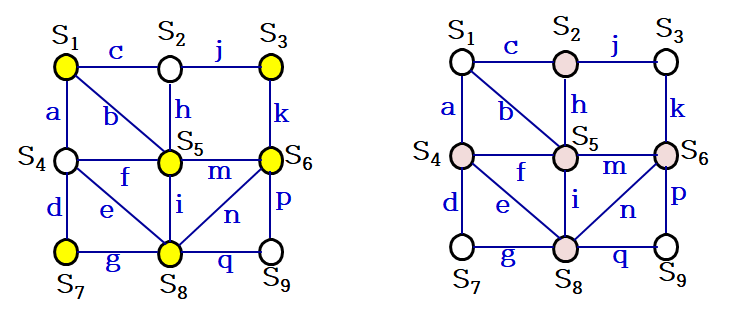 S1 c S2 j S3
a b h k
S4 f S5 m S6
d e i n p
S7 g S8 q S9
S1 c S2 j S3
a b h k
S4 f S5 m S6
d e i n p
S7 g S8 q S9